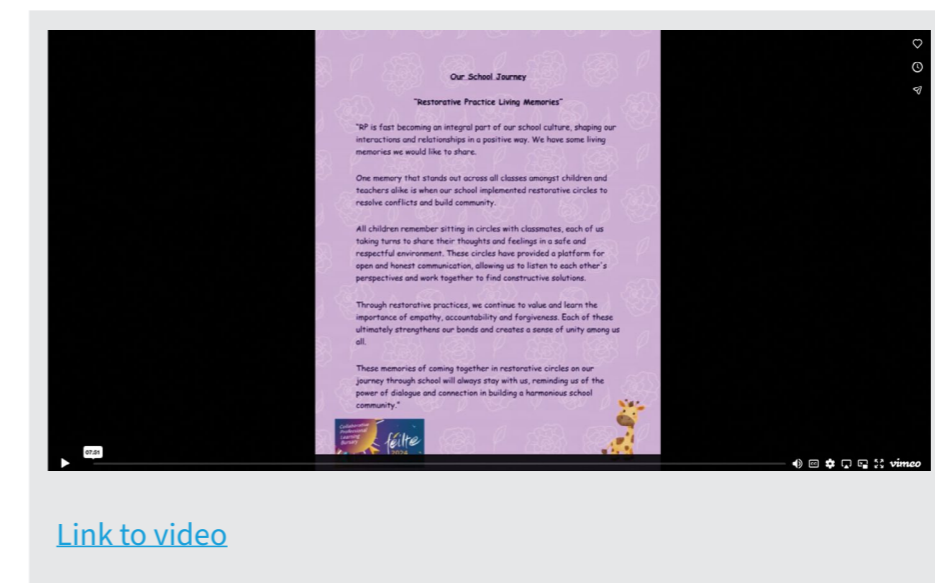 Our School Journey
"Restorative Practice Living Memories"
"RP is fast becoming an integral part of our school culture, shaping our
interactions and relationships in a positive way. We have some living
memories we would like to share.
One memory that stands out across all classes amongst children and
teachers alike is when our school implemented restorative circles to
resolve conflicts and build community.
All children remember sitting in circles with classmates, each of us
taking turns to share their thoughts and feelings in a safe and
respectful environment. These circles have provided a platform for
open and honest communication, allowing us to listen to each other's
perspectives and work together to find constructive solutions.
Through restorative practices, we continue to value and learn the
importance of empathy, accountability and forgiveness. Each of these
ultimately strengthens our bonds and creates a sense of unity among us
all.
These memories of coming together in restorative circles on our
journey through school will always stay with us, reminding us of the
power of dialogue and connection in building a harmonious school
community."
Collaborative
Professional
Learning
Bursary
féilte
2024
07:51
CC
vimeo
Link to video